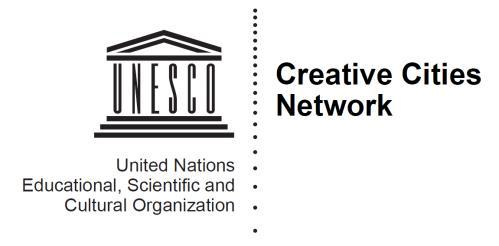 UNESCO
United Nations
Educational, Scientific and
Cultural Organization
Creative Cities
Network